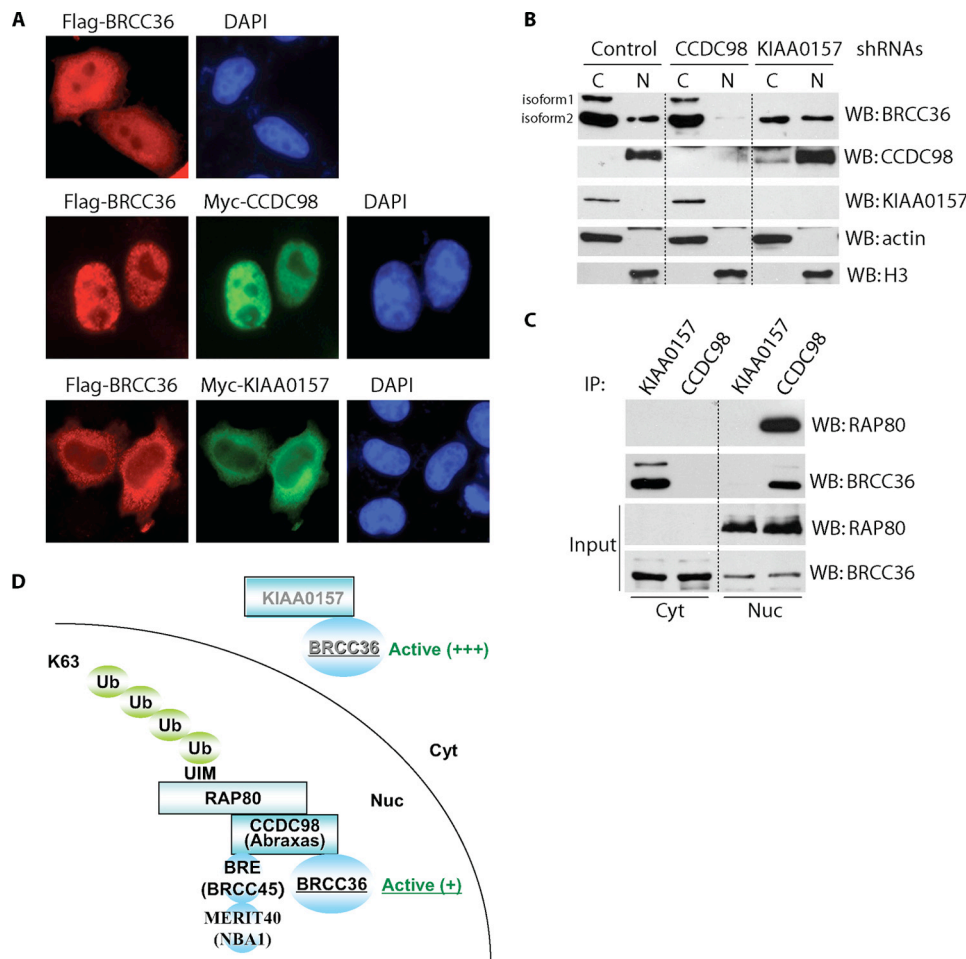 A
Flag-BRCC36 DAPI
Flag-BRCC36 Myc-CCDC98 DAPI
Flag-BRCC36 Myc-KIAA0157 DAPI
B
Control CCDC98 KIAA0157 shRNAs
C N C N C N
isoform1
isoform2
WB: BRCC36
WB: CCDC98
WB: KIAA0157
WB: actin
WB: H3
C
IP: KIAA0157 CCDC98 KIAA0157 CCDC98
WB: RAP80
WB: BRCC36
Input
WB: RAP80
WB: BRCC36
Cyt Nuc
D
KIAA0157
BRCC36 Active (+++)
K63
Ub
Ub
Ub
Ub
UIM
Cyt
RAP80
Nuc
CCDC98
(Abraxas)
BRE
(BRCC45)
BRCC36 Active (+)
MERIT40
(NBA1)